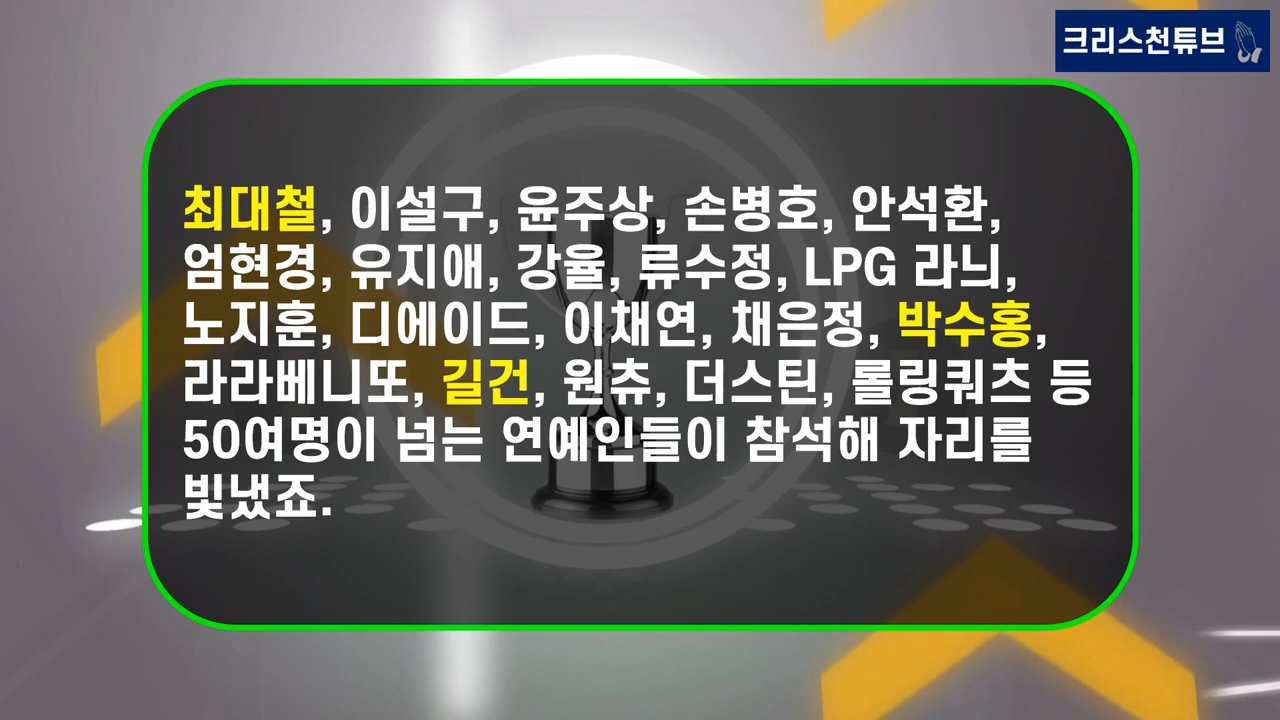 크리스천튜브
최대철, 이설구, 윤주상, 손병호, 안석환,
엄현경, 유지애, 강율, 류수정, LPG 라늬,
노지훈, 디에이드, 이채연, 채은정, 박수홍,
라라베니또, 길건, 원츄, 더스틴, 롤링쿼츠 등
50여명이 넘는 연예인들이 참석해 자리를
빛냈죠.